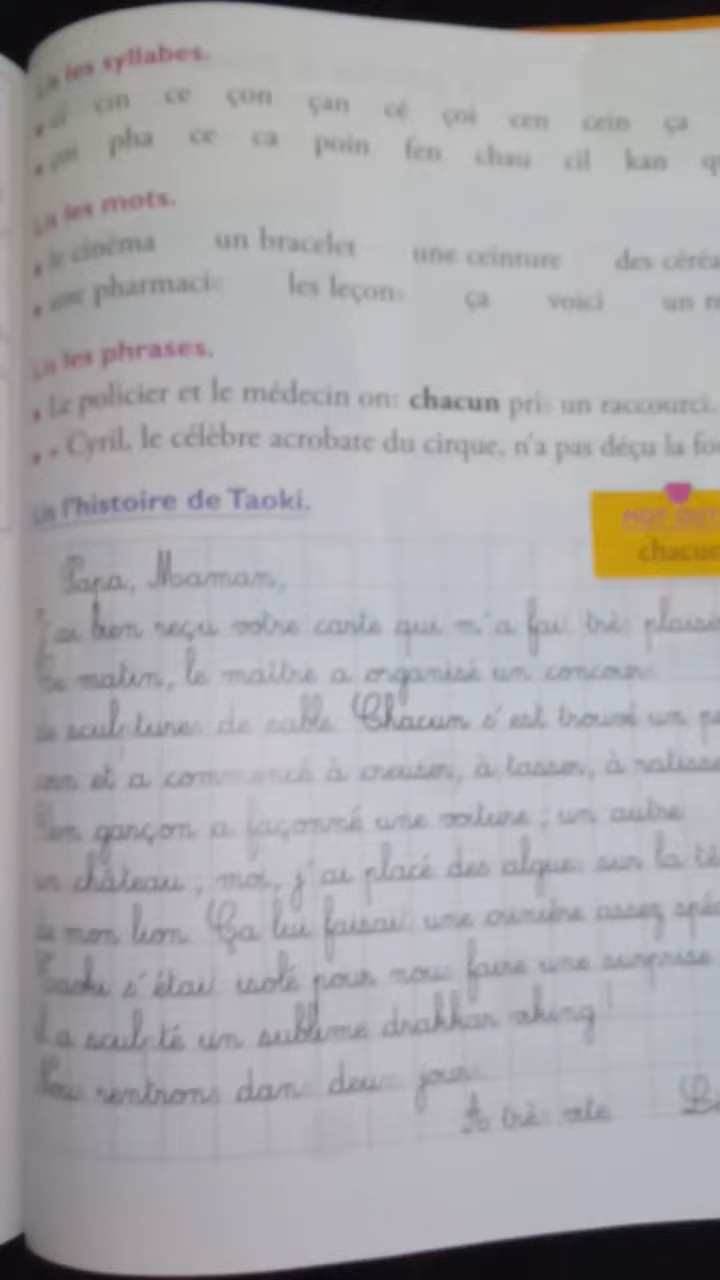 les syllabes.
ci cin ce çon çan cé çoi cen cein ça
pha ce ca poin fen chau cil kan
les mots.
le cinéma un bracelet une ceinture des
une pharmacie les leçons ça voici un
les phrases.
Le policier et le médecin ont chacun pris un raccourci.
Cyril, le célèbre acrobate du cirque, n'a pas déçu la
Lis l'histoire de Taoki.
MOT
chacun
Papa, Maman,
J'ai bien reçu votre carte qui m'a fait très
Ce matin, le maître a organisé un concours
de sculptures de sable. Chacun s'est trouvé un
et a commencé à creuser, à tasser, à
garçon a façonné une voiture ; un autre
un château ; moi, j'ai placé des algues sur la
de mon lion. Ça lui faisait une crinière assez
Taoki s'était isolé pour nous faire une surprise
Il a sculpté un sublime drakkar viking !
Nous rentrons dans deux jours.
À très vite